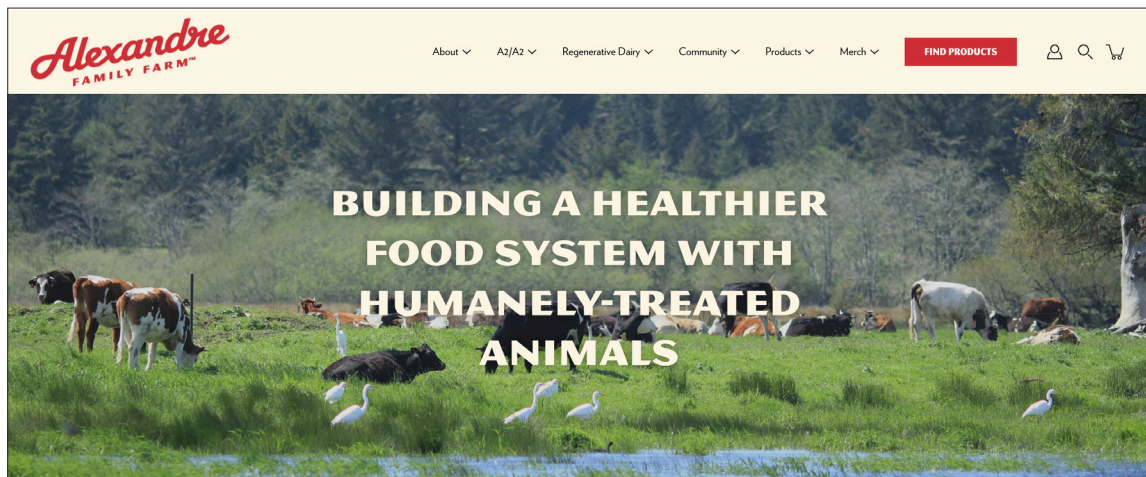 Alexandre
FAMILY FARM™
About
A2/A2
Regenerative Dairy
Community
Products
Merch
FIND PRODUCTS
BUILDING A HEALTHIER
FOOD SYSTEM WITH
HUMANELY-TREATED
ANIMALS